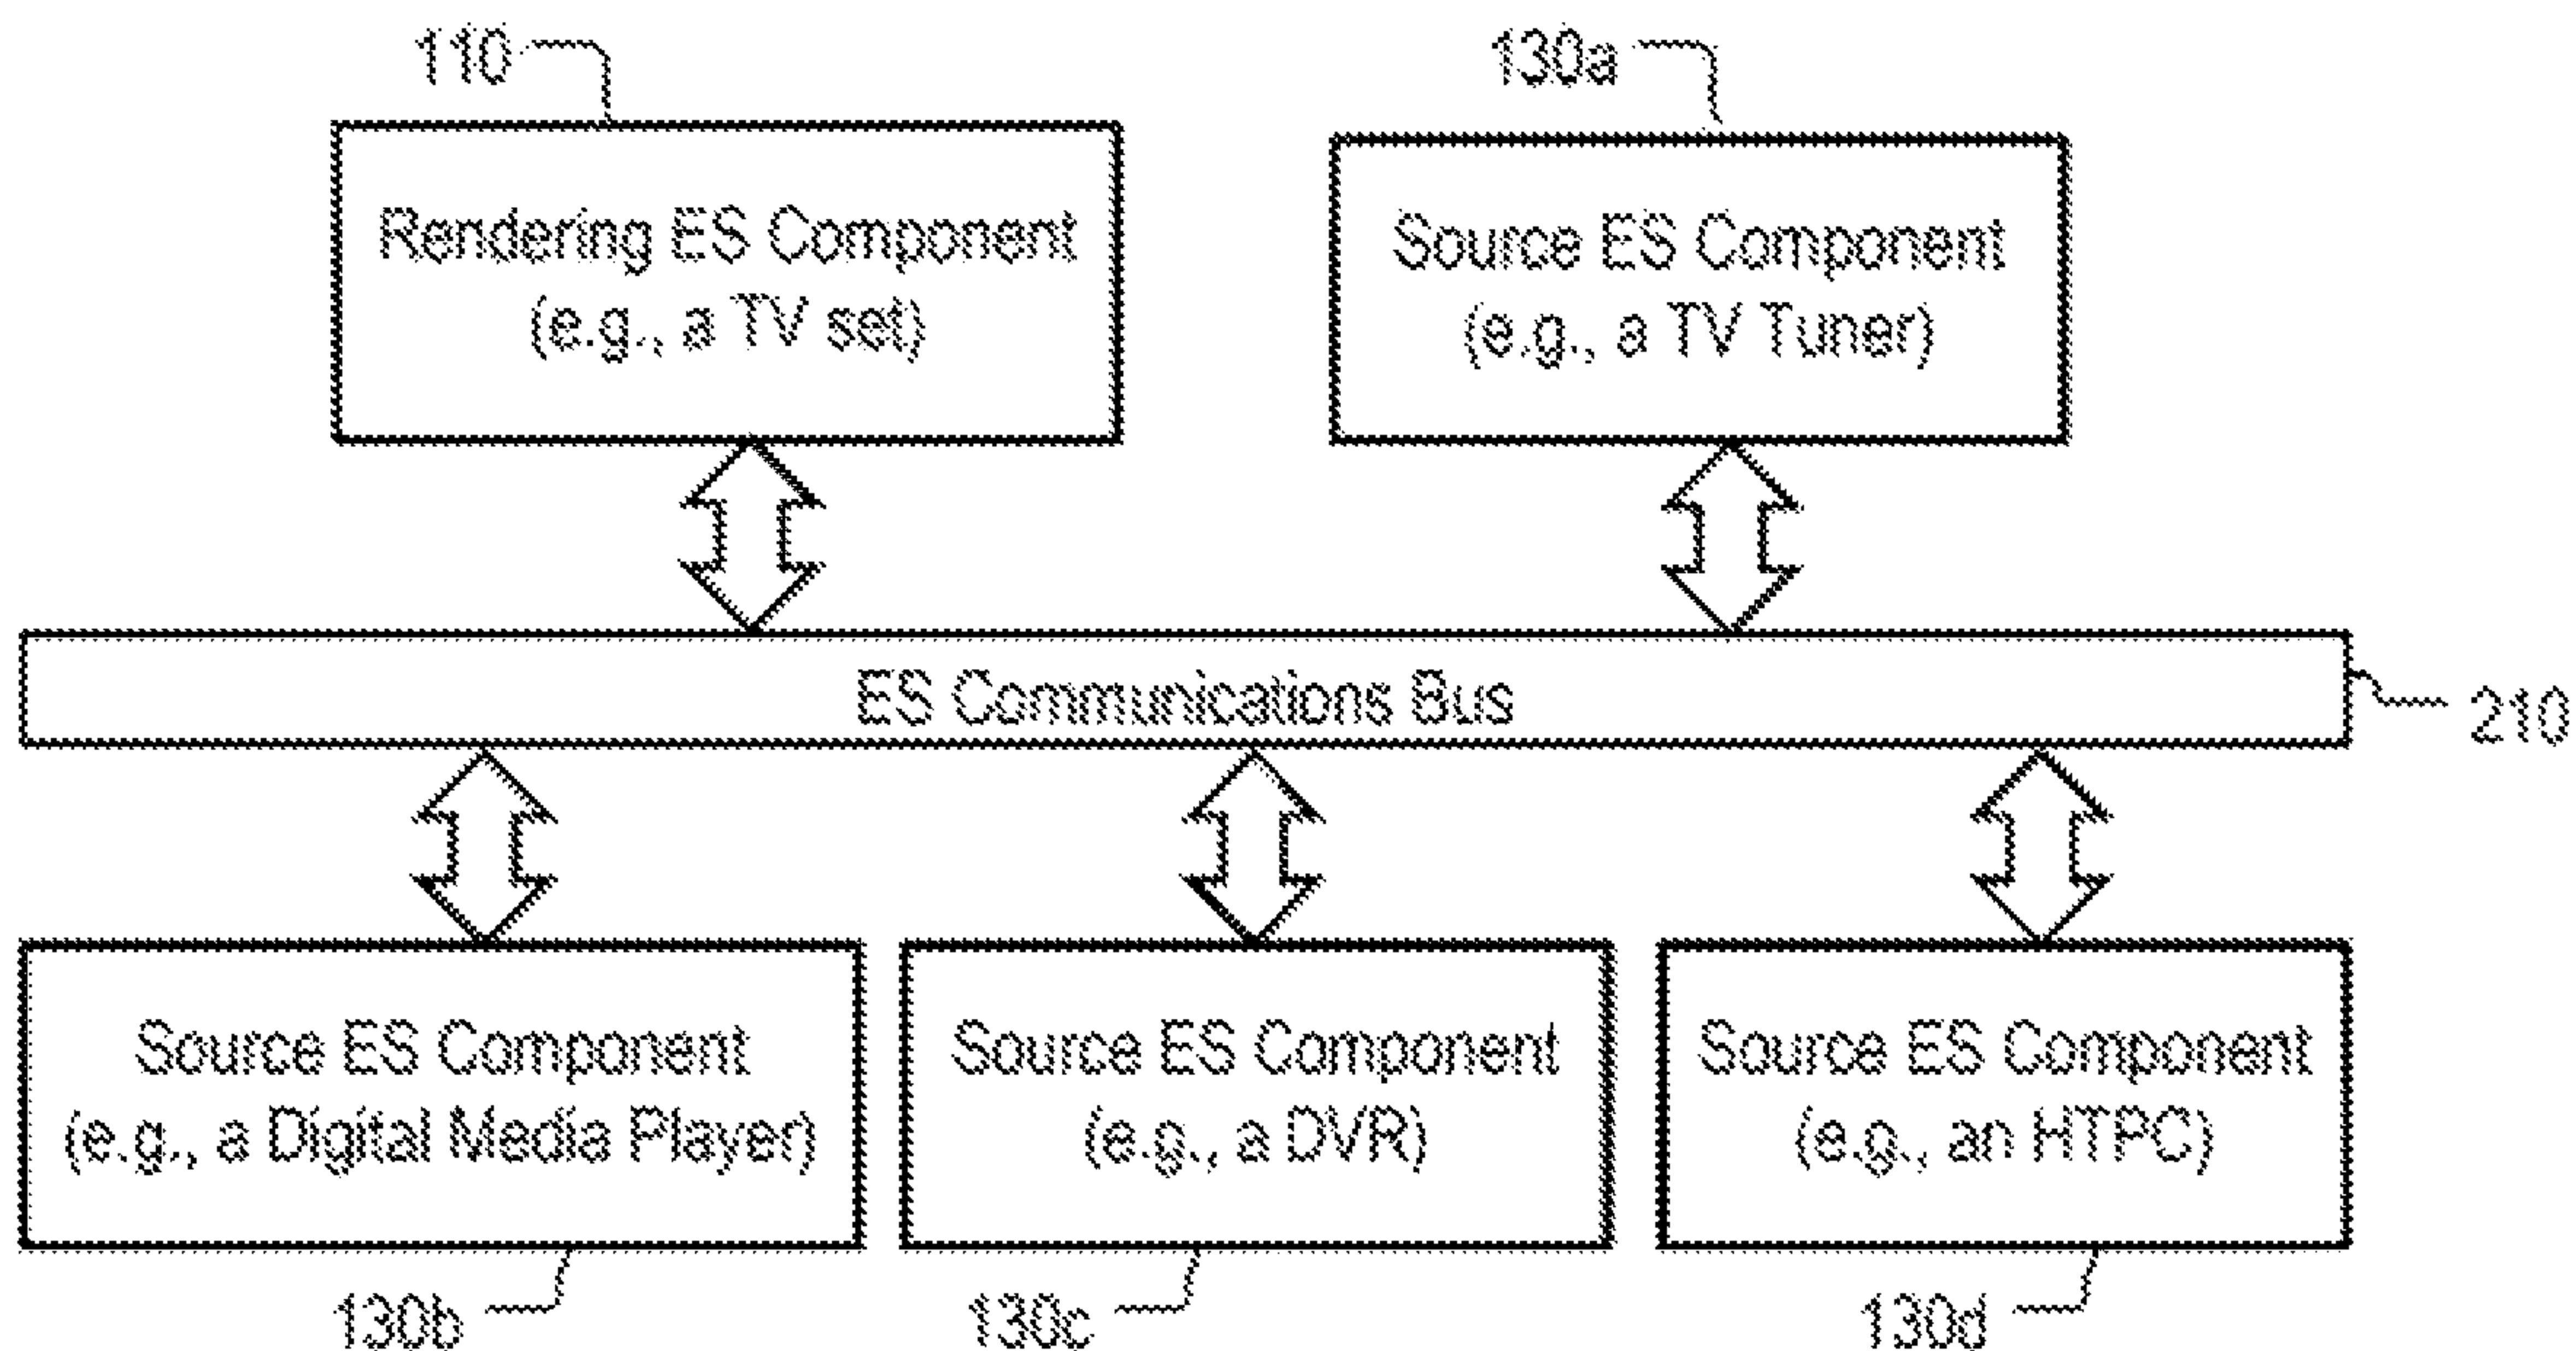 110
130a
Rendering ES Component
(e.g., a TV set)
Source ES Component
(e.g., a TV Tuner)
ES Communications Bus
210
Source ES Component
(e.g., a Digital Media Player)
Source ES Component
(e.g., a DVR)
Source ES Component
(e.g., an HTPC)
130b
130c
130d